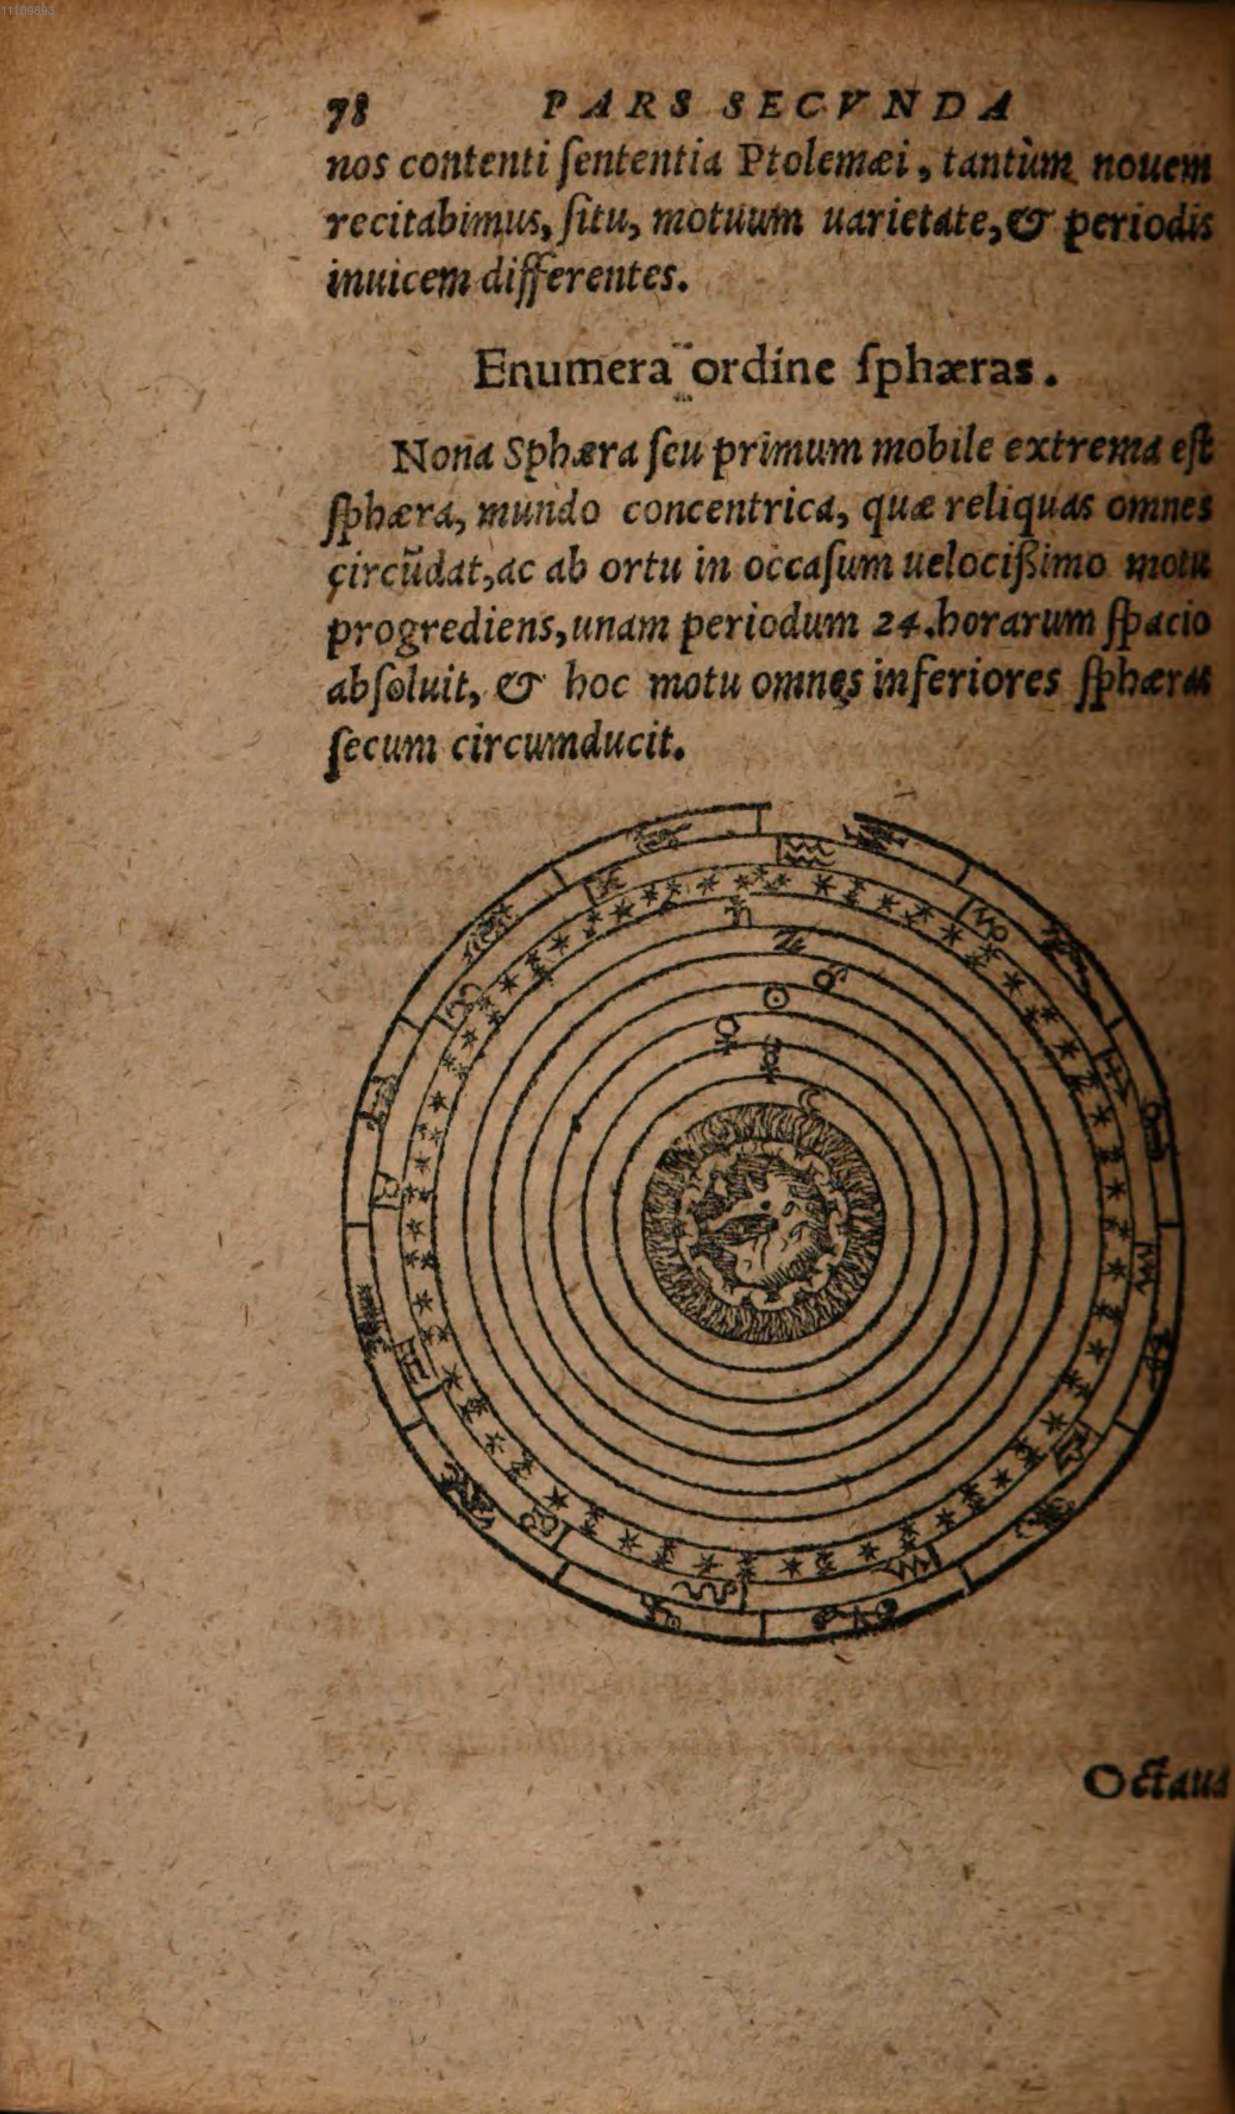 11109893
78 PARS SECVNDA
nos contenti ſententia Ptolemæi, tantùm nouem
recitabimus, ſitu, motuum uarietate, & periodis
inuicem differentes.
Enumera ordine ſphæras.
Nona Sphæra ſeu primum mobile extrema eſt
ſphæra, mundo concentrica, quæ reliquas omnes
circũdat, ac ab ortu in occaſum uelocißimo motu
progrediens, unam periodum 24. horarum ſpacio
abſoluit, & hoc motu omnes inferiores ſphæras
ſecum circumducit.
♒
♑
♄
♃
♂
☉
♀
☿
☾
Octaua